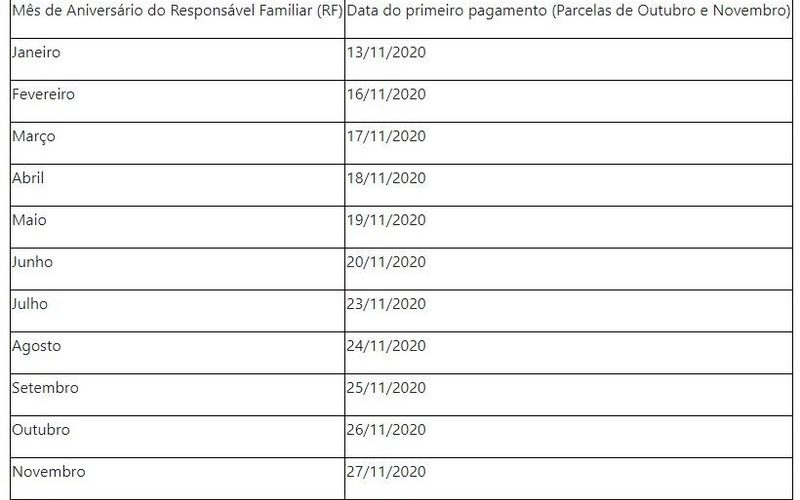 Mês de Aniversário do Responsável Familiar (RF) Data do primeiro pagamento (Parcelas de Outubro e Novembro)
Janeiro 13/11/2020
Fevereiro 16/11/2020
Março 17/11/2020
Abril 18/11/2020
Maio 19/11/2020
Junho 20/11/2020
Julho 23/11/2020
Agosto 24/11/2020
Setembro 25/11/2020
Outubro 26/11/2020
Novembro 27/11/2020